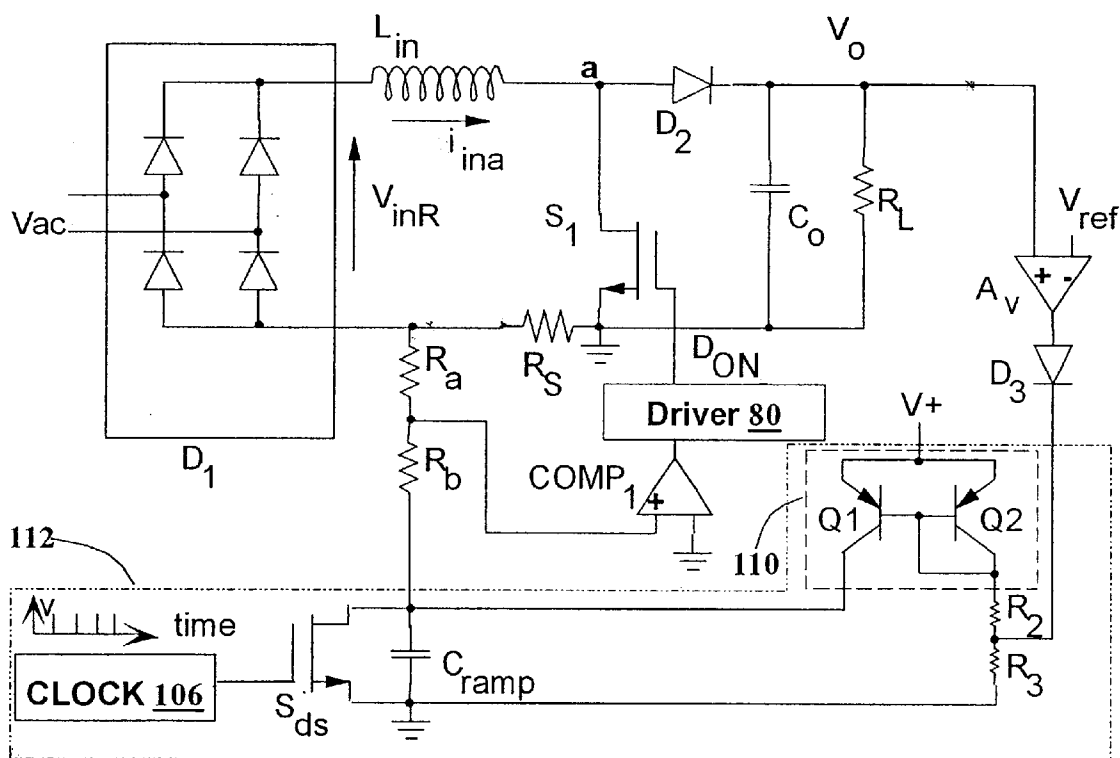 L_in
V_o
a
D_2
i_ina
V_inR
Vac
S_1
C_o
R_L
V_ref
+ -
A_v
R_a
R_S
D_ON
D_3
Driver 80
V+
D_1
R_b
COMP_1
+
Q1
Q2
112
110
V
time
R_2
CLOCK 106
S_ds
C_ramp
R_3